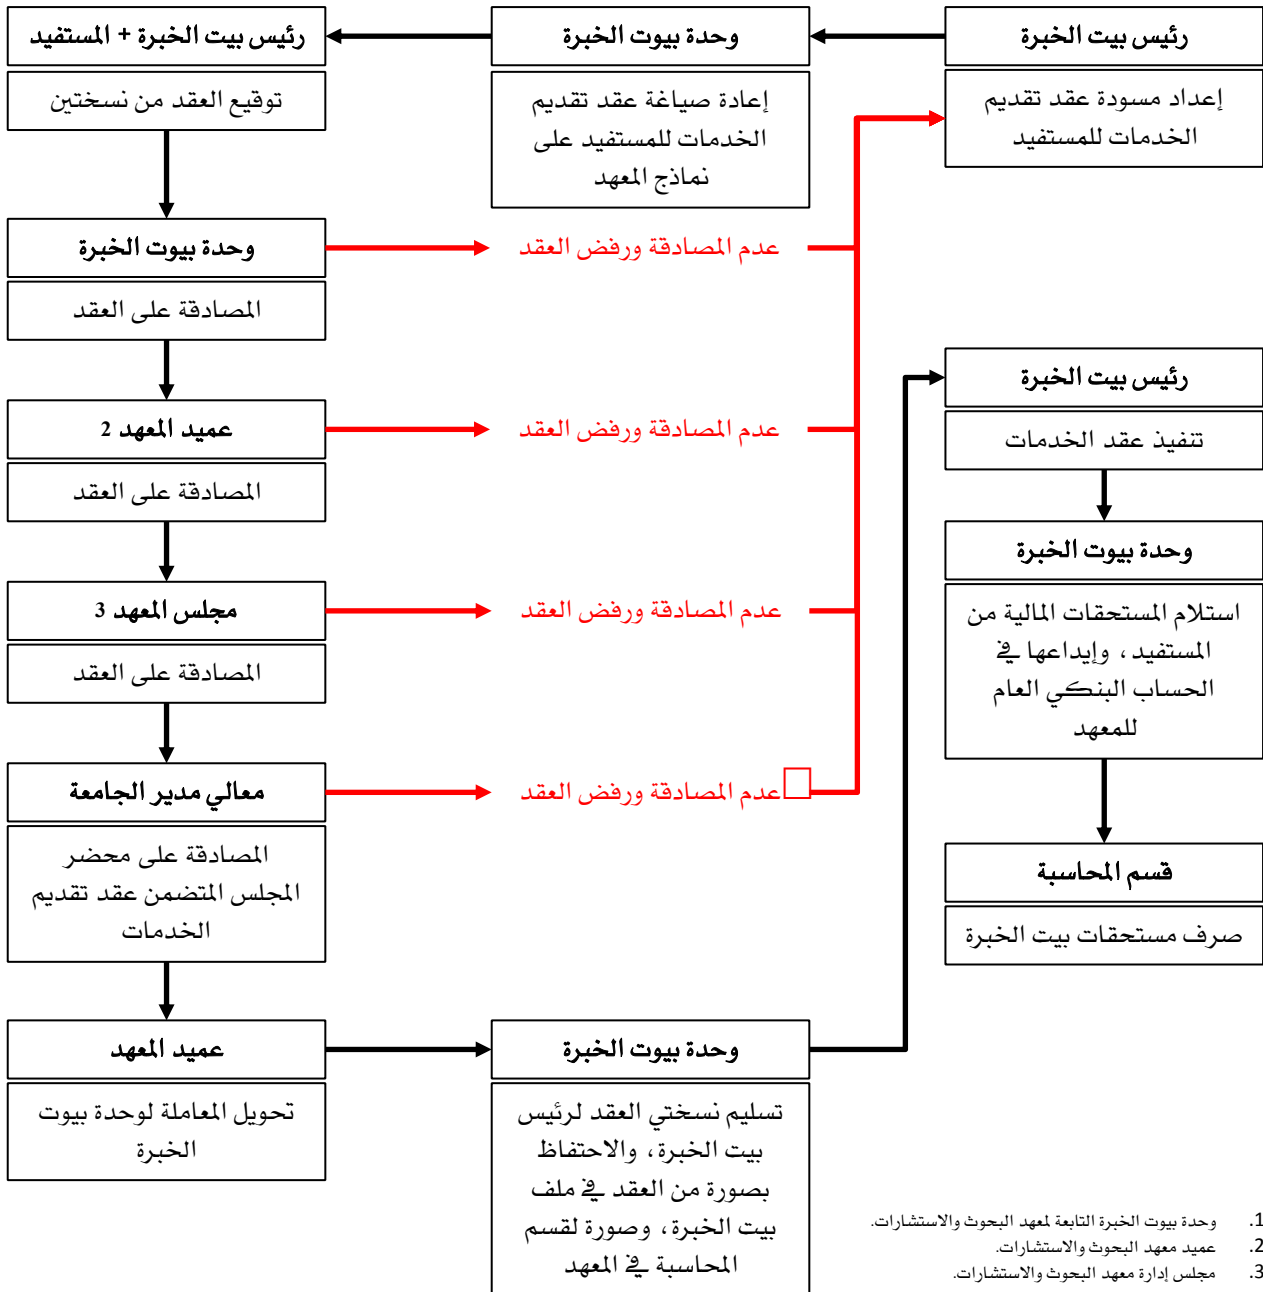 رئيس بيت الخبرة
إعداد مسودة عقد تقديم
الخدمات للمستفيد
وحدة بيوت الخبرة
إعادة صياغة عقد تقديم
الخدمات للمستفيد على
نماذج المعهد
رئيس بيت الخبرة + المستفيد
توقيع العقد من نسختين
وحدة بيوت الخبرة
المصادقة على العقد
عدم المصادقة ورفض العقد
عميد المعهد 2
المصادقة على العقد
عدم المصادقة ورفض العقد
مجلس المعهد 3
المصادقة على العقد
عدم المصادقة ورفض العقد
معالي مدير الجامعة
المصادقة على محضر
المجلس المتضمن عقد تقديم
الخدمات
عدم المصادقة ورفض العقد
عميد المعهد
تحويل المعاملة لوحدة بيوت
الخبرة
وحدة بيوت الخبرة
تسليم نسختي العقد لرئيس
بيت الخبرة، والاحتفاظ
بصورة من العقد في ملف
بيت الخبرة، وصورة لقسم
المحاسبة في المعهد
رئيس بيت الخبرة
تنفيذ عقد الخدمات
وحدة بيوت الخبرة
استلام المستحقات المالية من
المستفيد، وإيداعها في
الحساب البنكي العام
للمعهد
قسم المحاسبة
صرف مستحقات بيت الخبرة
1. وحدة بيوت الخبرة التابعة لمعهد البحوث والاستشارات.
2. عميد معهد البحوث والاستشارات.
3. مجلس إدارة معهد البحوث والاستشارات.